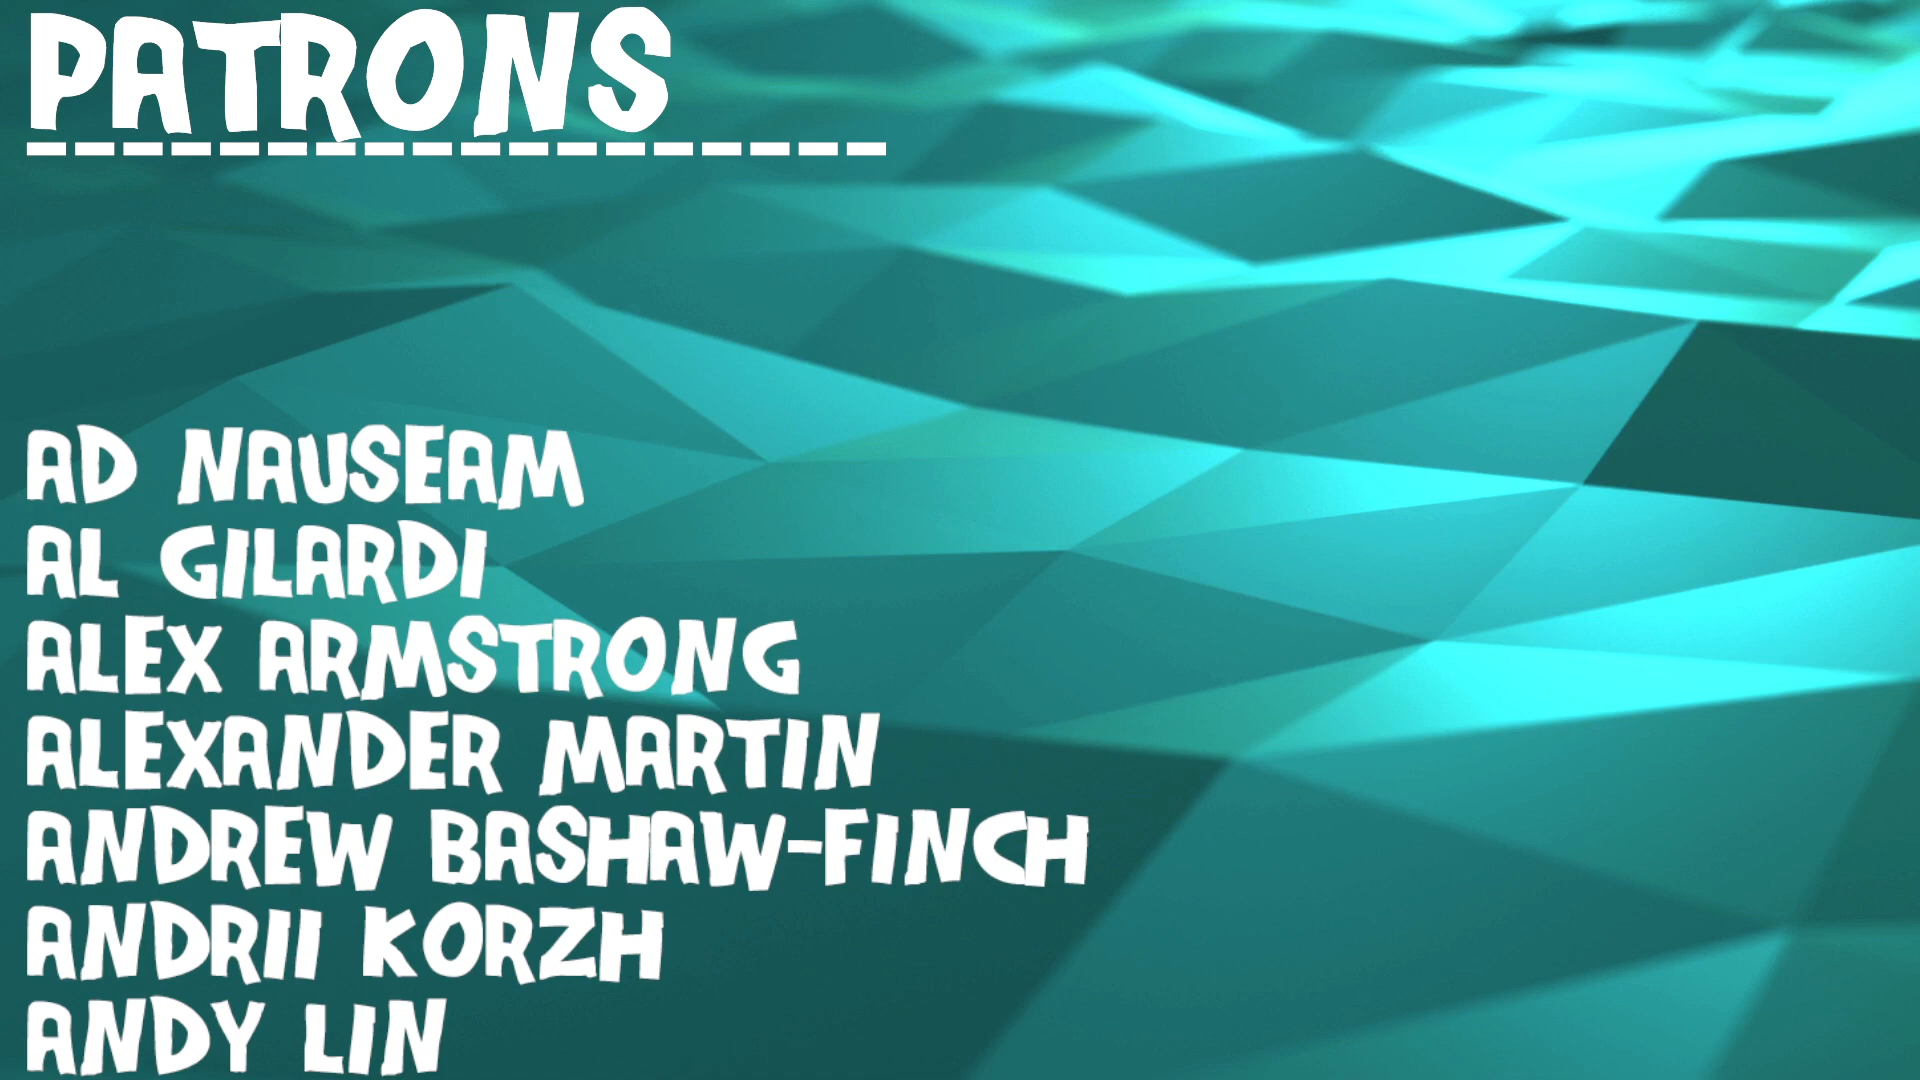 PATRONS
------------------
AD NAUSEAM
AL GILARDI
ALEX ARMSTRONG
ALEXANDER MARTIN
ANDREW BASHAW-FINCH
ANDRII KORZH
ANDY LIN